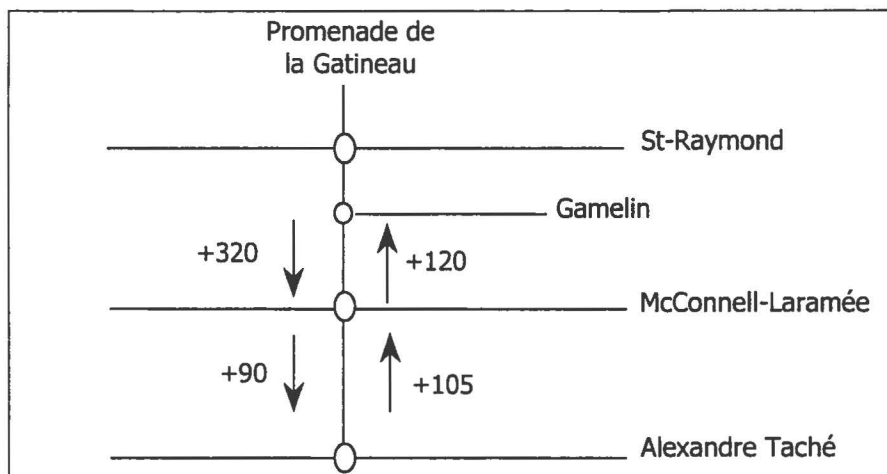 Promenade de
la Gatineau
St-Raymond
Gamelin
+320
+120
McConnell-Laramée
+90
+105
Alexandre Taché